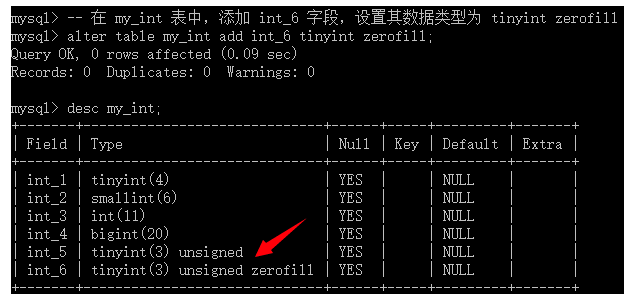 mysql> -- 在 my_int 表中，添加 int_6 字段，设置其数据类型为 tinyint zerofill
mysql> alter table my_int add int_6 tinyint zerofill;
Query OK, 0 rows affected (0.09 sec)
Records: 0  Duplicates: 0  Warnings: 0
mysql> desc my_int;
+-------+------------------------------+------+-----+---------+-------+
| Field | Type                         | Null | Key | Default | Extra |
+-------+------------------------------+------+-----+---------+-------+
| int_1 | tinyint(4)                   | YES  |     | NULL    |       |
| int_2 | smallint(6)                  | YES  |     | NULL    |       |
| int_3 | int(11)                      | YES  |     | NULL    |       |
| int_4 | bigint(20)                   | YES  |     | NULL    |       |
| int_5 | tinyint(3) unsigned          | YES  |     | NULL    |       |
| int_6 | tinyint(3) unsigned zerofill | YES  |     | NULL    |       |